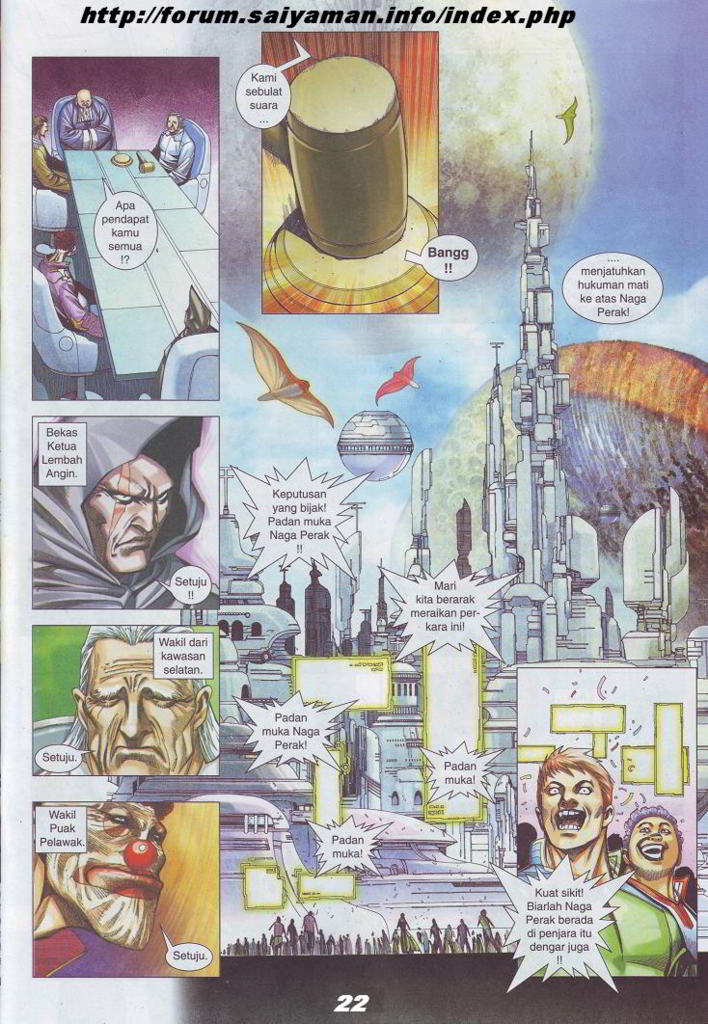 http://forum.saiyaman.info/index.php
Apa
pendapat
kamu
semua
!?
Bekas
Ketua
Lembah
Angin.
Setuju
!!
Wakil dari
kawasan
selatan.
Setuju.
Wakil
Puak
Pelawak.
Setuju.
Kami
sebulat
suara
...
Bangg
!!
....
menjatuhkan
hukuman mati
ke atas Naga
Perak!
Keputusan
yang bijak!
Padan muka
Naga Perak
!!
Mari
kita berarak
meraikan per-
kara ini!
Padan
muka Naga
Perak!
Padan
muka!
Padan
muka!
Kuat sikit!
Biarlah Naga
Perak berada
di penjara itu
dengar juga
!!
22